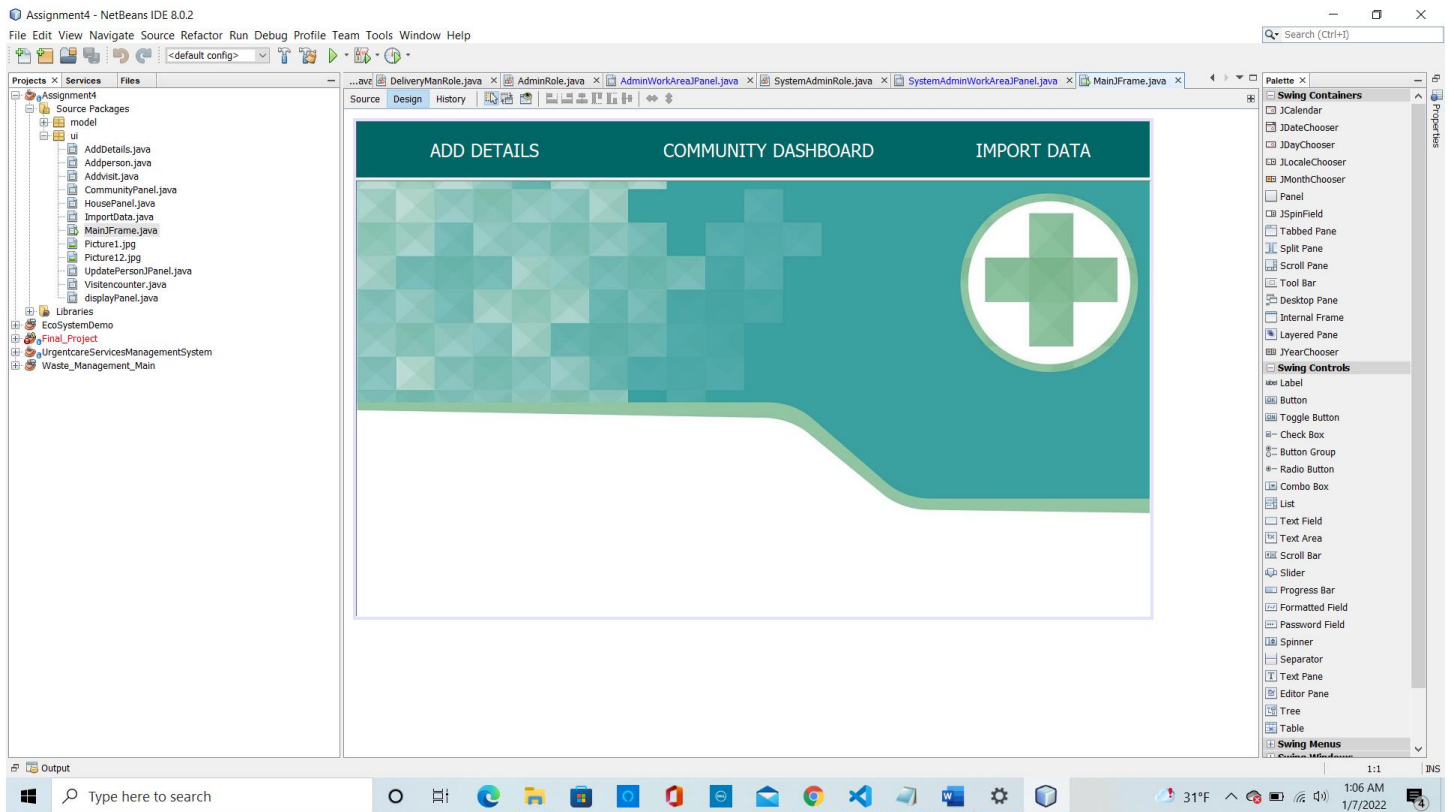 Assignment4 - NetBeans IDE 8.0.2
File Edit View Navigate Source Refactor Run Debug Profile Team Tools Window Help
Search (Ctrl+I)
<default config>
Projects Services Files
Assignment4
Source Packages
model
ui
AddDetails.java
Addperson.java
Addvisit.java
CommunityPanel.java
HousePanel.java
ImportData.java
MainJFrame.java
Picture1.jpg
Picture12.jpg
UpdatePersonJPanel.java
Visitencounter.java
displayPanel.java
Libraries
EcoSystemDemo
Final_Project
UrgentcareServicesManagementSystem
Waste_Management_Main
...ava DeliveryManRole.java AdminRole.java AdminWorkAreaJPanel.java SystemAdminRole.java SystemAdminWorkAreaJPanel.java MainJFrame.java
Source Design History
ADD DETAILS COMMUNITY DASHBOARD IMPORT DATA
Palette
Swing Containers
JCalendar
JDateChooser
JDayChooser
JLocaleChooser
JMonthChooser
Panel
JSpinField
Tabbed Pane
Split Pane
Scroll Pane
Tool Bar
Desktop Pane
Internal Frame
Layered Pane
JYearChooser
Swing Controls
label Label
OK Button
ON Toggle Button
Check Box
Button Group
Radio Button
Combo Box
List
Text Field
Text Area
Scroll Bar
Slider
Progress Bar
Formatted Field
Password Field
Spinner
Separator
Text Pane
Editor Pane
Tree
Table
Swing Menus
Swing Windows
Properties
Output
1:1 INS
Type here to search
31°F
1:06 AM
1/7/2022
4